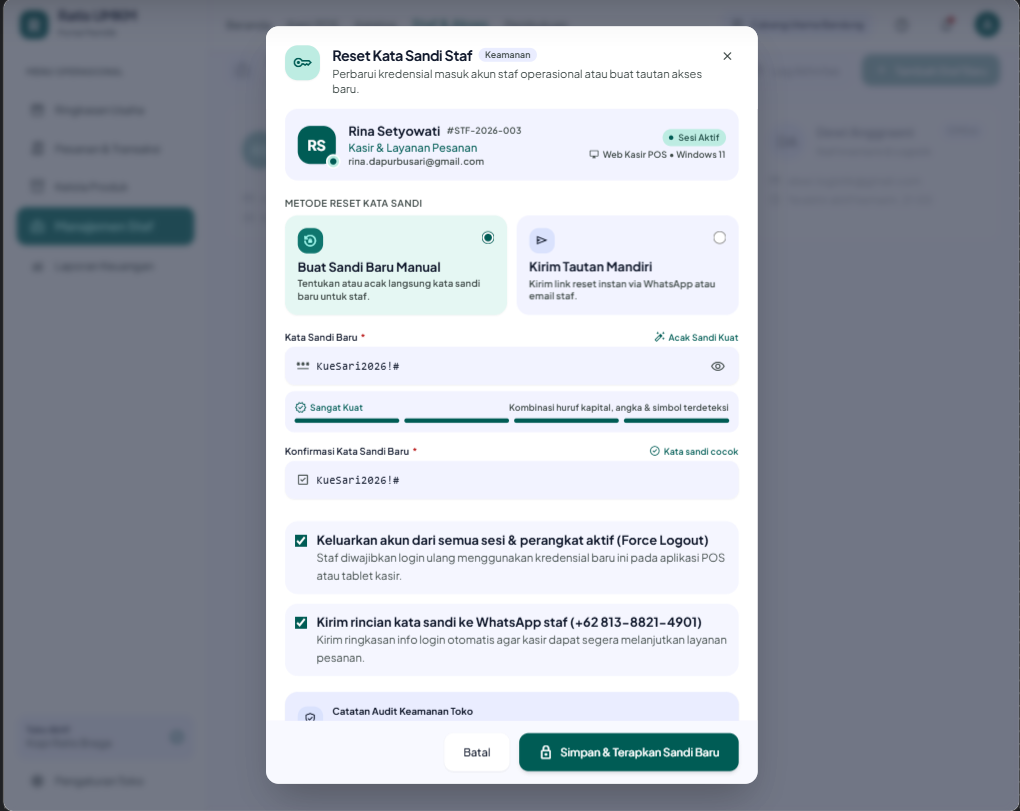 Reset Kata Sandi Staf Keamanan
Perbarui kredensial masuk akun staf operasional atau buat tautan akses
baru.
RS
Rina Setyowati #STF-2026-003
Kasir & Layanan Pesanan
rina.dapurbusari@gmail.com
Sesi Aktif
Web Kasir POS • Windows 11
METODE RESET KATA SANDI
Buat Sandi Baru Manual
Tentukan atau acak langsung kata sandi
baru untuk staf.
Kirim Tautan Mandiri
Kirim link reset instan via WhatsApp atau
email staf.
Kata Sandi Baru *
Acak Sandi Kuat
KueSari2026!#
Sangat Kuat
Kombinasi huruf kapital, angka & simbol terdeteksi
Konfirmasi Kata Sandi Baru *
Kata sandi cocok
KueSari2026!#
Keluarkan akun dari semua sesi & perangkat aktif (Force Logout)
Staf diwajibkan login ulang menggunakan kredensial baru ini pada aplikasi POS
atau tablet kasir.
Kirim rincian kata sandi ke WhatsApp staf (+62 813-8821-4901)
Kirim ringkasan info login otomatis agar kasir dapat segera melanjutkan layanan
pesanan.
Catatan Audit Keamanan Toko
Batal
Simpan & Terapkan Sandi Baru